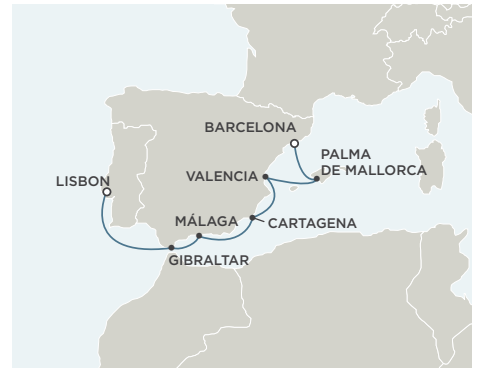 BARCELONA
PALMA
DE MALLORCA
VALENCIA
LISBON
MÁLAGA
CARTAGENA
GIBRALTAR